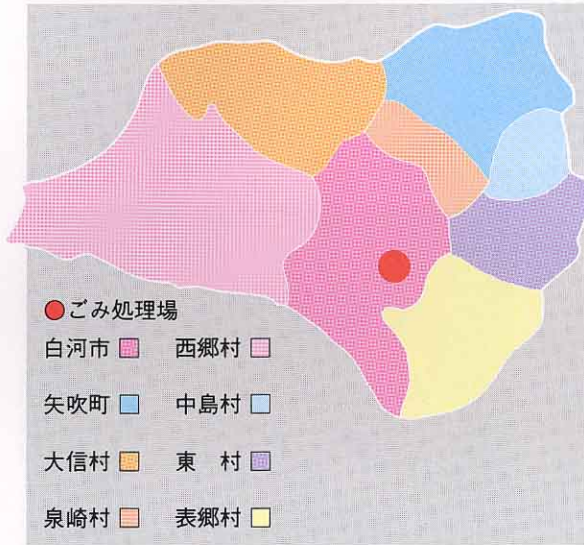 ●ごみ処理場
白河市 西郷村
矢吹町 中島村
大信村 東　村
泉崎村 表郷村